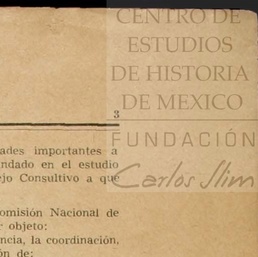 CENTRO DE
ESTUDIOS
DE HISTORIA
DE MEXICO
FUNDACIÓN
Carlos Slim
3
ades importantes a
ndado en el estudio
ejo Consultivo a que
omisión Nacional de
r objeto:
ncia, la coordinación,
ón de: